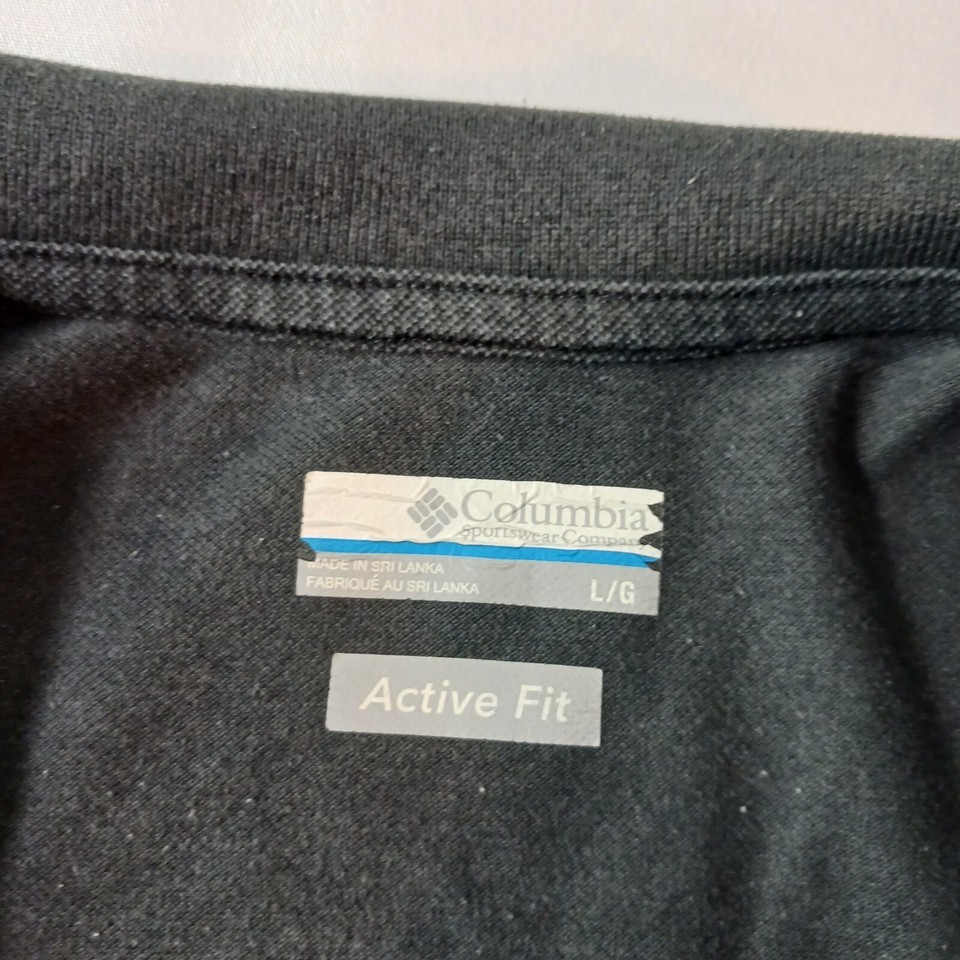 Columbia
Sportswear Company
MADE IN SRI LANKA
FABRIQUÉ AU SRI LANKA
L/G
Active Fit